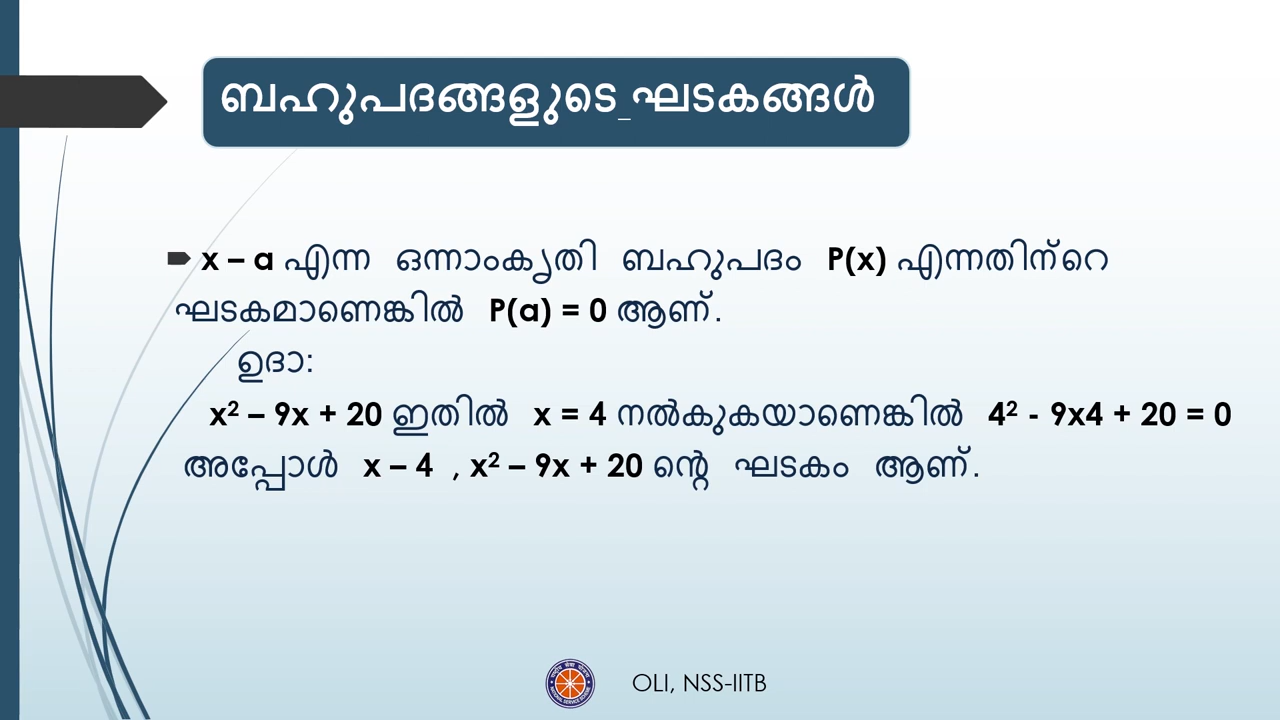 ബഹുപദങ്ങളുടെ ഘടകങ്ങൾ
x – a എന്ന ഒന്നാംകൃതി ബഹുപദം P(x) എന്നതിന്റെ
ഘടകമാണെങ്കിൽ P(a) = 0 ആണ്.
ഉദാ:
x² – 9x + 20 ഇതിൽ x = 4 നൽകുകയാണെങ്കിൽ 4² - 9x4 + 20 = 0
അപ്പോൾ x – 4 , x² – 9x + 20 ന്റെ ഘടകം ആണ്.
OLI, NSS-IITB